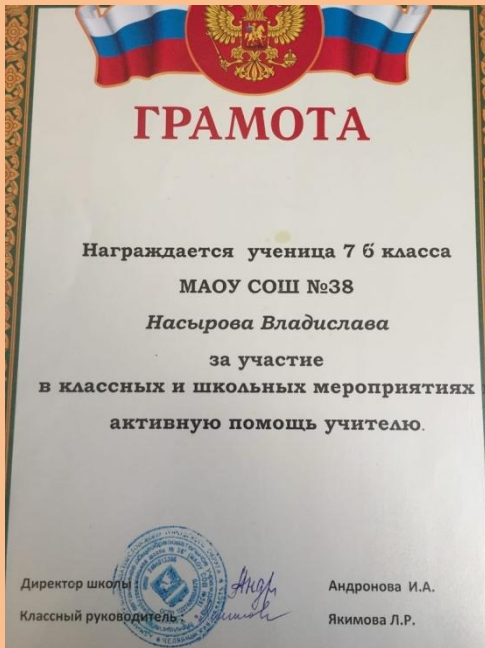 ГРАМОТА
Награждается ученица 7 б класса
МАОУ СОШ №38
Насырова Владислава
за участие
в классных и школьных мероприятиях
активную помощь учителю.
Директор школы:
Андронова И.А.
Классный руководитель:
Якимова Л.Р.